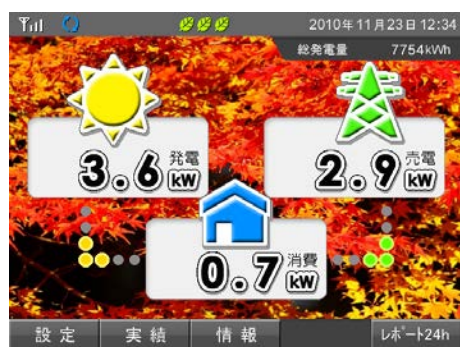 2010年11月23日 12:34
総発電量 7754kWh
3.6 発電 kW
2.9 売電 kW
0.7 消費 kW
設定 実績 情報 レポート24h